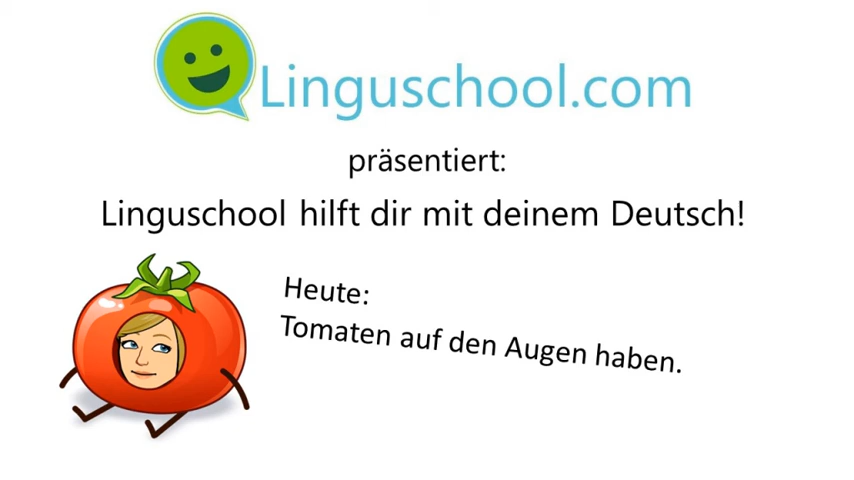 Linguschool.com
präsentiert:
Linguschool hilft dir mit deinem Deutsch!
Heute:
Tomaten auf den Augen haben.